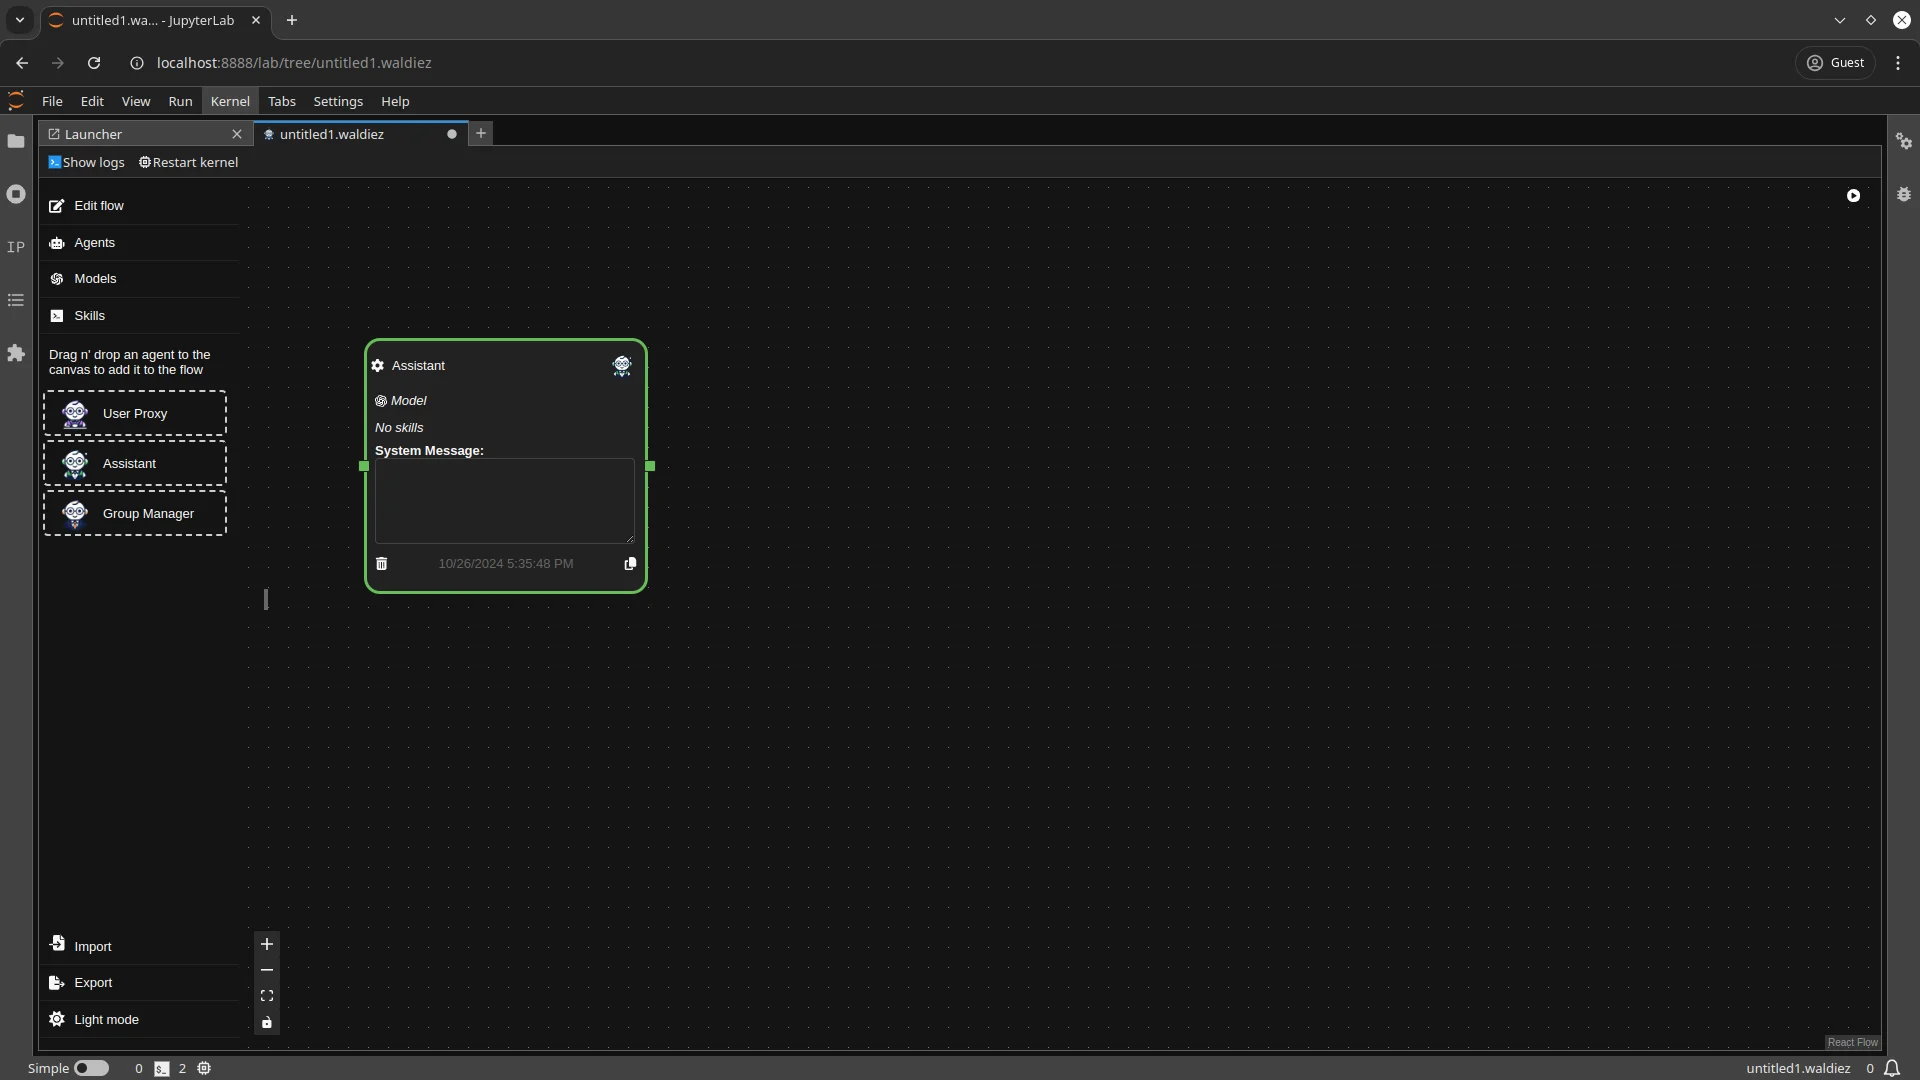 untitled1.wa... - JupyterLab
localhost:8888/lab/tree/untitled1.waldiez
Guest
File Edit View Run Kernel Tabs Settings Help
Launcher
untitled1.waldiez
Show logs
Restart kernel
Edit flow
Agents
Models
Skills
Drag n' drop an agent to the
canvas to add it to the flow
User Proxy
Assistant
Group Manager
Assistant
Model
No skills
System Message:
10/26/2024 5:35:48 PM
Import
Export
Light mode
React Flow
IP
Simple
0
$_
2
untitled1.waldiez
0